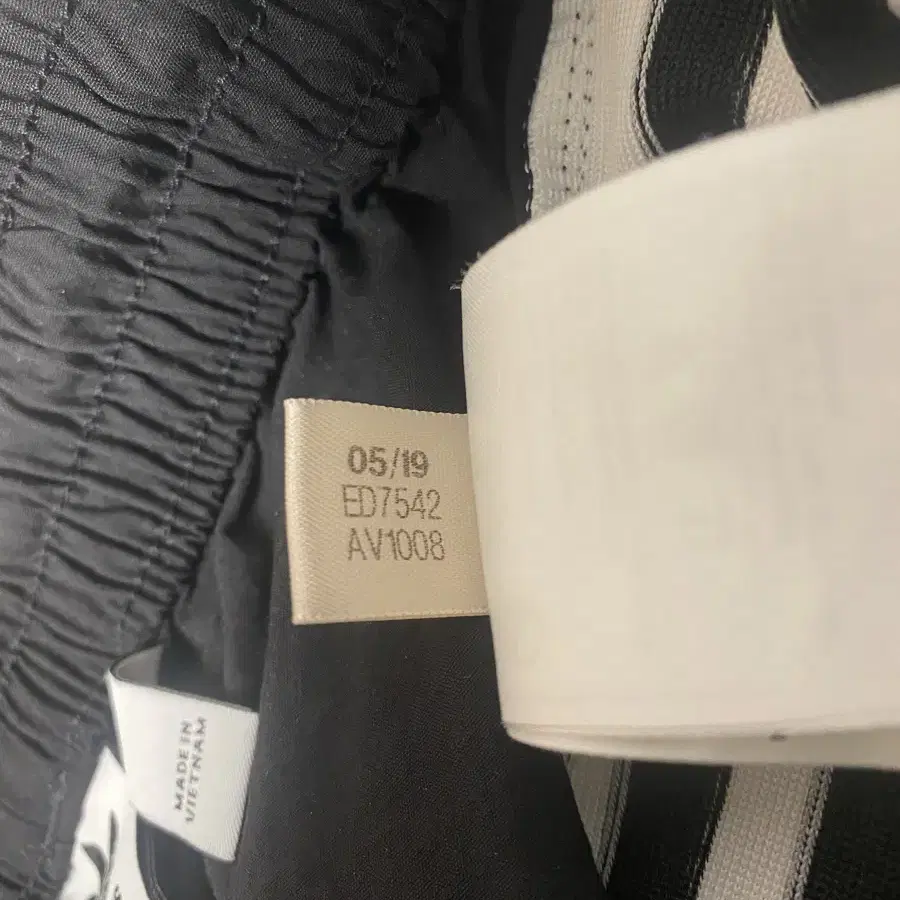 05/19
ED7542
AV1008
MADE IN
VIETNAM